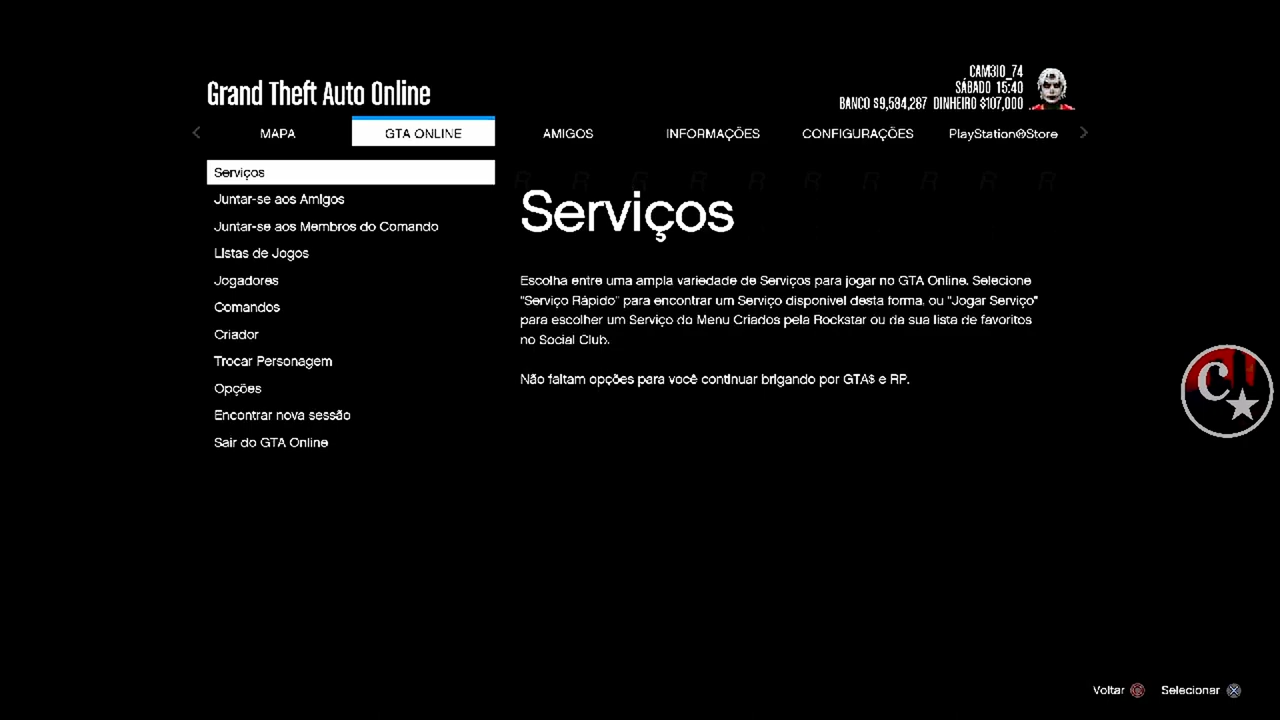 Grand Theft Auto Online
CAM3IO_74
SÁBADO 15:40
BANCO $9,584,287 DINHEIRO $107,000
MAPA
GTA ONLINE
AMIGOS
INFORMAÇÕES
CONFIGURAÇÕES
PlayStation®Store
Serviços
Juntar-se aos Amigos
Juntar-se aos Membros do Comando
Listas de Jogos
Jogadores
Comandos
Criador
Trocar Personagem
Opções
Encontrar nova sessão
Sair do GTA Online
Serviços
Escolha entre uma ampla variedade de Serviços para jogar no GTA Online. Selecione
"Serviço Rápido" para encontrar um Serviço disponível desta forma, ou "Jogar Serviço"
para escolher um Serviço do Menu Criados pela Rockstar ou da sua lista de favoritos
no Social Club.
Não faltam opções para você continuar brigando por GTA$ e RP.
C
Voltar
Selecionar